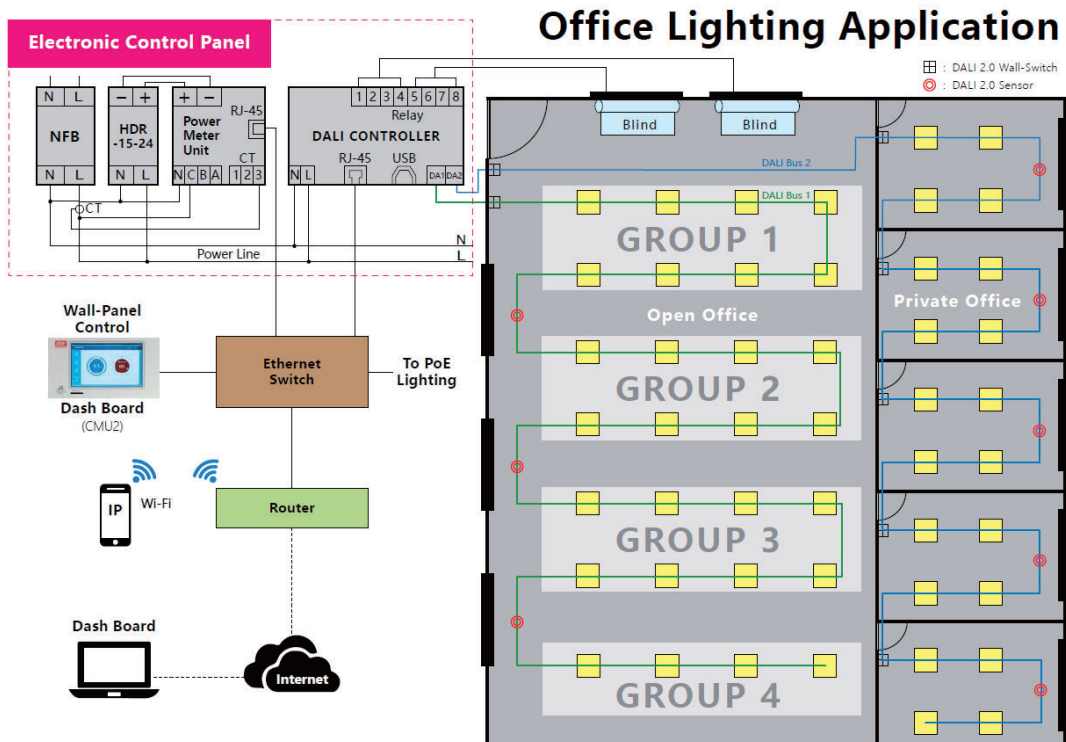 Office Lighting Application
Electronic Control Panel
: DALI 2.0 Wall-Switch
: DALI 2.0 Sensor
N L
NFB
N L
− +
HDR
-15-24
+ −
Power
Meter
Unit
RJ-45
CT
N C B A 1 2 3
1 2 3 4 5 6 7 8
Relay
DALI CONTROLLER
RJ-45 USB
N L
DA1 DA2
CT
Power Line
N
L
Blind
Blind
DALI Bus 2
DALI Bus 1
GROUP 1
Open Office
Private Office
GROUP 2
GROUP 3
GROUP 4
Wall-Panel
Control
Dash Board
(CMU2)
Ethernet
Switch
To PoE
Lighting
IP
Wi-Fi
Router
Dash Board
Internet